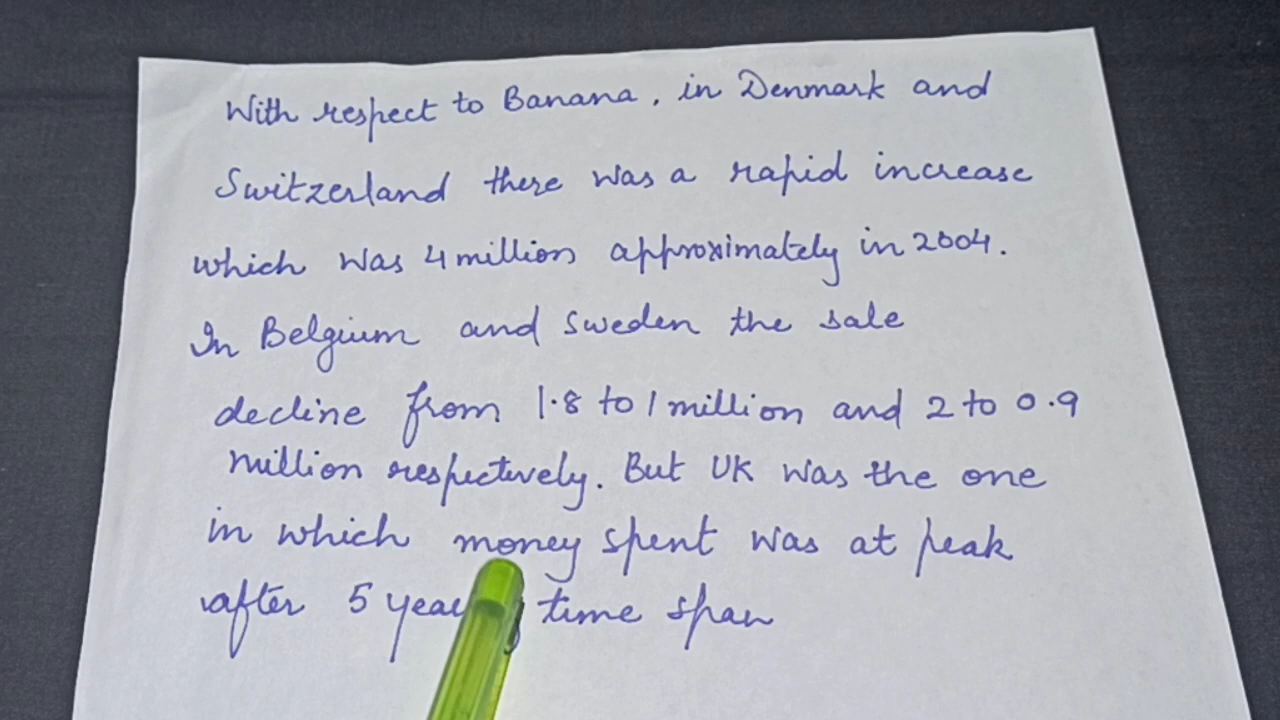 With respect to Banana, in Denmark and
Switzerland there was a rapid increase
which was 4 million approximately in 2004.
In Belgium and Sweden the sale
decline from 1.8 to 1 million and 2 to 0.9
million respectively. But UK was the one
in which money spent was at peak
after 5 time span